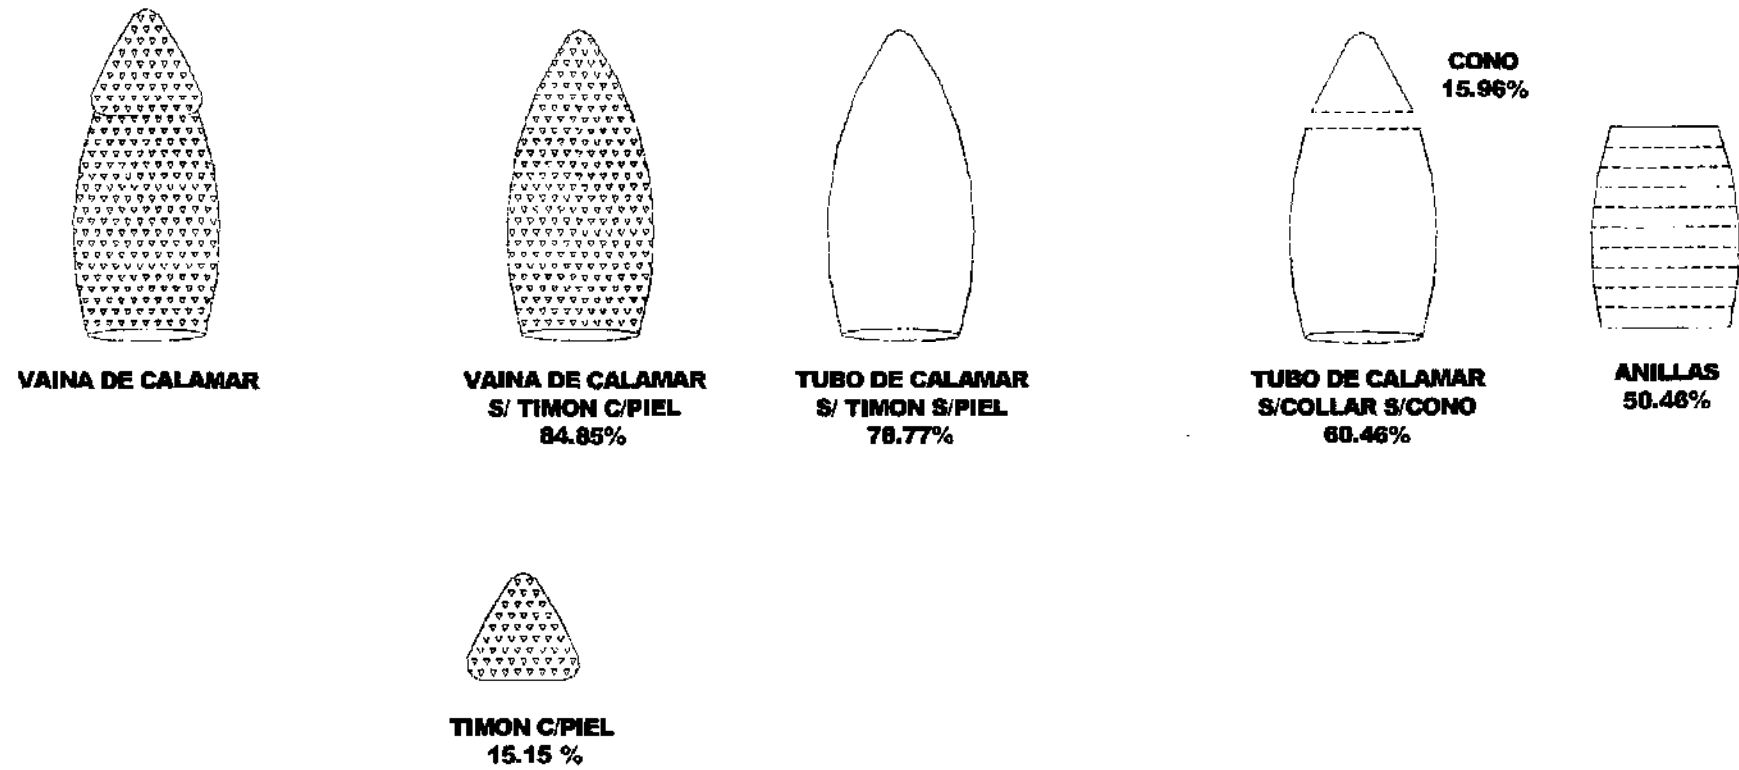 CONO
15.96%
VAINA DE CALAMAR
VAINA DE CALAMAR
S/ TIMON C/PIEL
84.85%
TUBO DE CALAMAR
S/ TIMON S/PIEL
78.77%
TUBO DE CALAMAR
S/COLLAR S/CONO
60.46%
ANILLAS
50.46%
TIMON C/PIEL
15.15 %